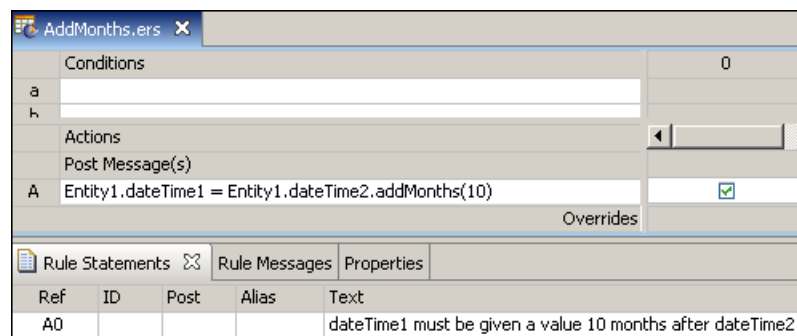 AddMonths.ers
Conditions 0
a
b
Actions
Post Message(s)
A Entity1.dateTime1 = Entity1.dateTime2.addMonths(10)
Overrides
Rule Statements Rule Messages Properties
Ref ID Post Alias Text
A0 dateTime1 must be given a value 10 months after dateTime2